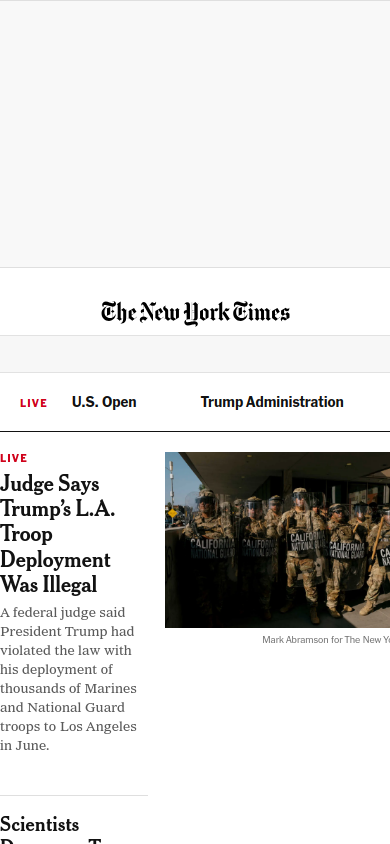 The New York Times
LIVE U.S. Open Trump Administration
LIVE
Judge Says
Trump's L.A.
Troop
Deployment
Was Illegal
A federal judge said
President Trump had
violated the law with
his deployment of
thousands of Marines
and National Guard
troops to Los Angeles
in June.
CALIFORNIA
NATIONAL GUARD
CALIFORNIA
NATIONAL GUARD
CALIFORNIA
NATIONAL GUARD
CALIFORNIA
NATIONAL GUARD
Mark Abramson for The New Yo
Scientists